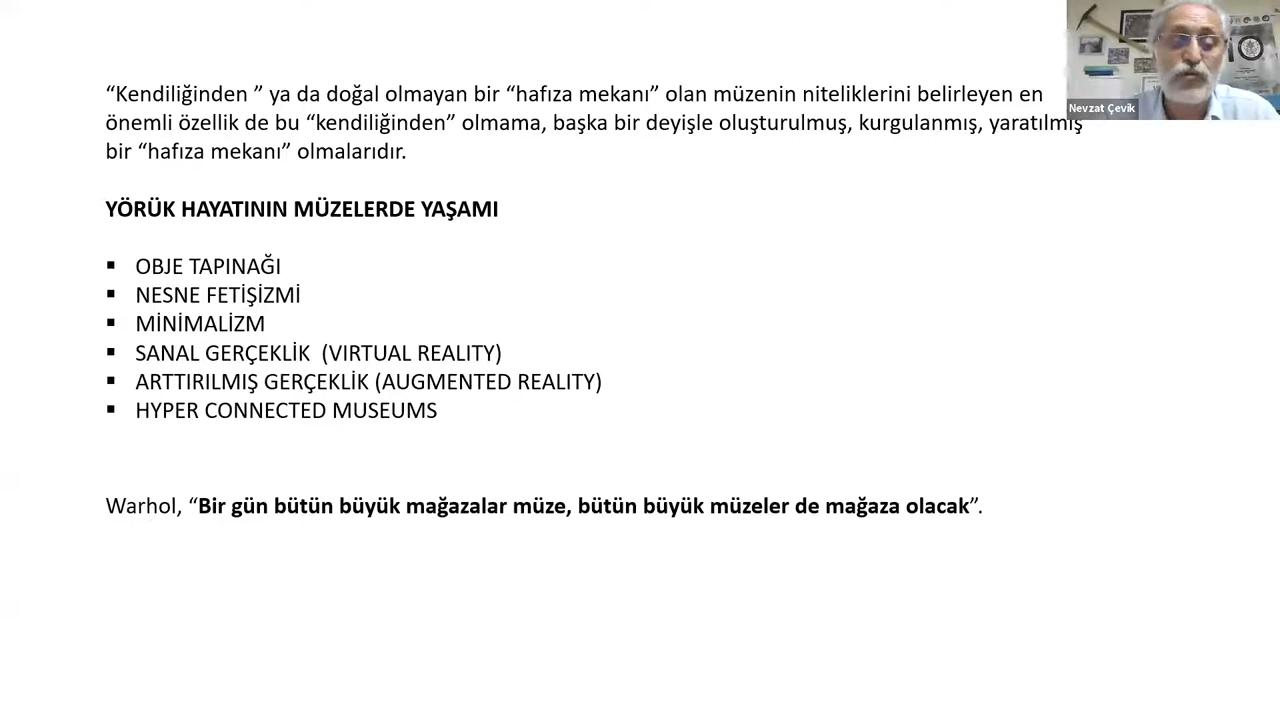 “Kendiliğinden ” ya da doğal olmayan bir “hafıza mekanı” olan müzenin niteliklerini belirleyen en
önemli özellik de bu “kendiliğinden” olmama, başka bir deyişle oluşturulmuş, kurgulanmış, yaratılmış
bir “hafıza mekanı” olmalarıdır.
YÖRÜK HAYATININ MÜZELERDE YAŞAMI
▪ OBJE TAPINAĞI
▪ NESNE FETİŞİZMİ
▪ MİNİMALİZM
▪ SANAL GERÇEKLİK  (VIRTUAL REALITY)
▪ ARTTIRILMIŞ GERÇEKLİK (AUGMENTED REALITY)
▪ HYPER CONNECTED MUSEUMS
Warhol, “Bir gün bütün büyük mağazalar müze, bütün büyük müzeler de mağaza olacak”.
Nevzat Çevik